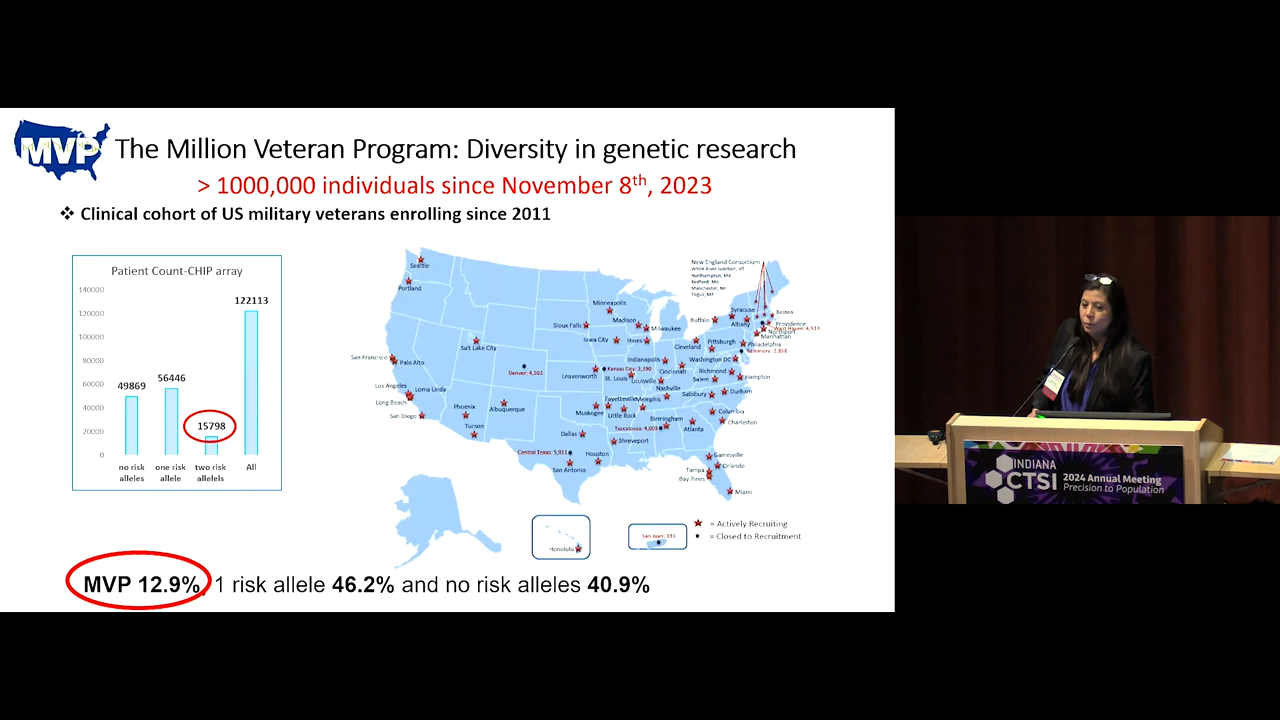 MVP
The Million Veteran Program: Diversity in genetic research
> 1000,000 individuals since November 8th, 2023
❖ Clinical cohort of US military veterans enrolling since 2011
Patient Count-CHIP array
140000
120000
100000
80000
60000
40000
20000
0
49869
56446
15798
122113
no risk alleles
one risk allele
two risk allelels
All
New England Consortium
White River Junction, VT
Northampton, MA
Bedford, MA
Manchester, NH
Togus, ME
Seattle
Portland
Minneapolis
Madison
Milwaukee
Sioux Falls
Iowa City
Hines
Buffalo
Syracuse
Albany
Boston
Providence
West Haven: 4,513
Northport
Manhattan
Philadelphia
Baltimore: 2,858
Pittsburgh
Cleveland
Salt Lake City
San Francisco
Palo Alto
Denver: 4,202
Leavenworth
Kansas City: 3,390
St. Louis
Indianapolis
Cincinnati
Louisville
Washington DC
Richmond
Hampton
Salem
Nashville
Durham
Salisbury
Los Angeles
Loma Linda
Long Beach
San Diego
Phoenix
Tucson
Albuquerque
Muskogee
Fayetteville
Little Rock
Memphis
Birmingham
Tuscaloosa: 4,003
Atlanta
Columbia
Charleston
Dallas
Shreveport
Central Texas: 5,911
Houston
San Antonio
Gainesville
Orlando
Tampa
Bay Pines
Miami
Honolulu
San Juan: 193
= Actively Recruiting
= Closed to Recruitment
MVP 12.9%, 1 risk allele 46.2% and no risk alleles 40.9%
INDIANA
CTSI
2024 Annual Meeting
Precision to Population